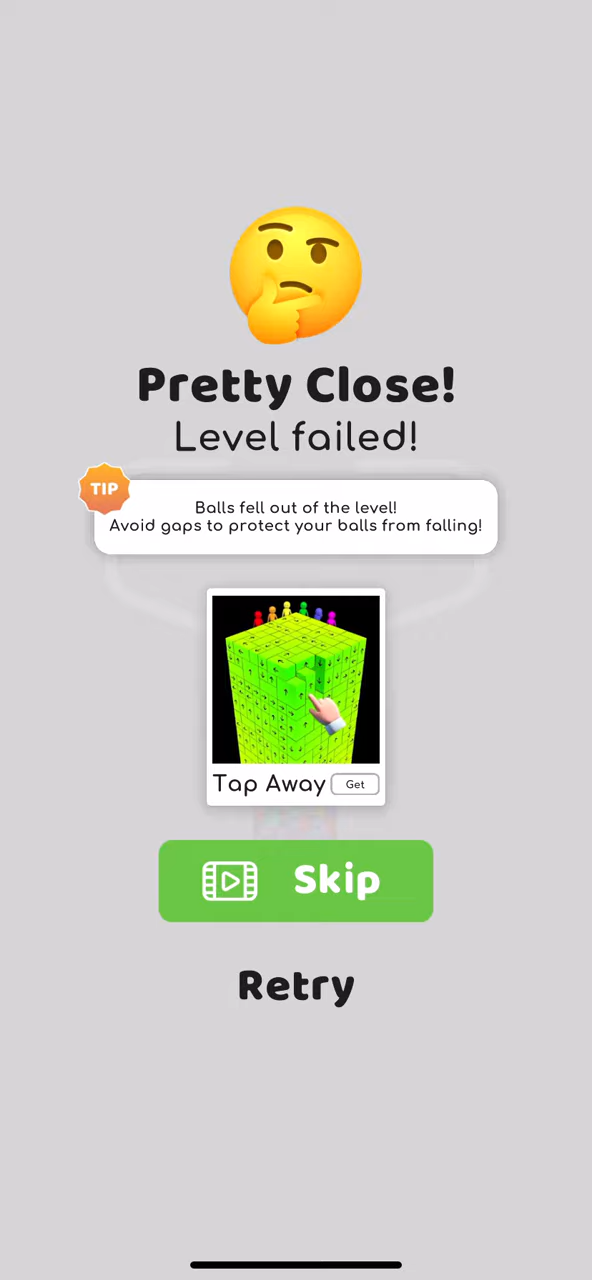 Pretty Close!
Level failed!
TIP
Balls fell out of the level!
Avoid gaps to protect your balls from falling!
Tap Away
Get
Skip
Retry